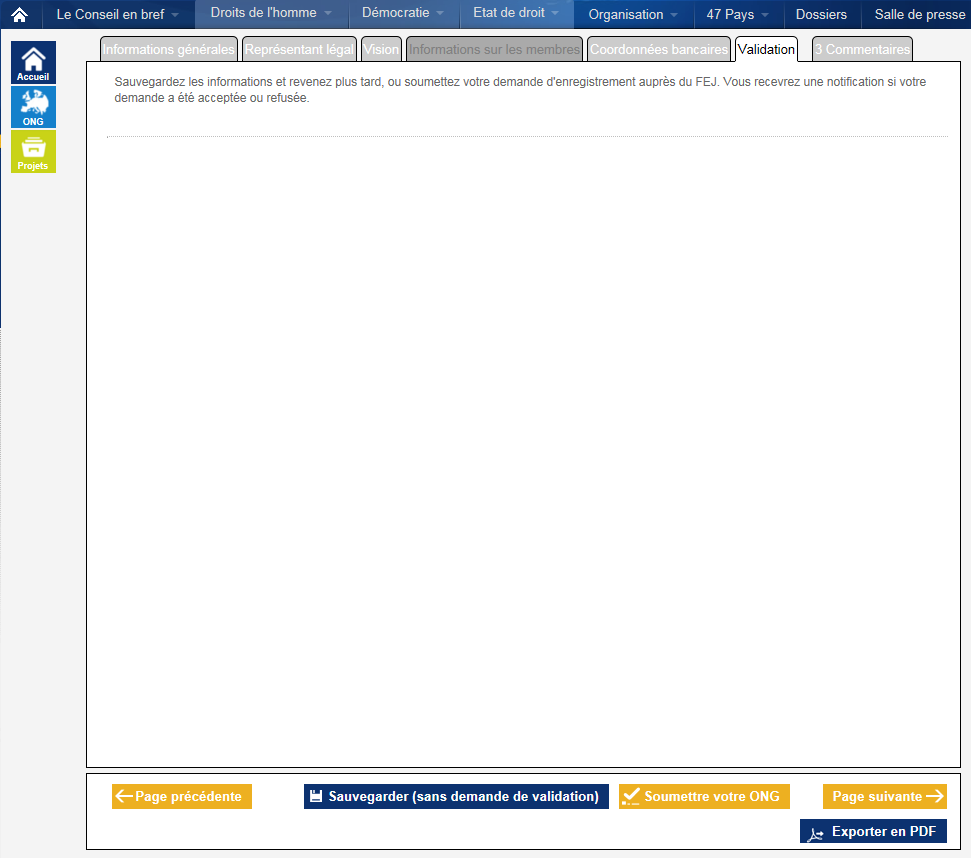 Le Conseil en bref Droits de l'homme Démocratie Etat de droit Organisation 47 Pays Dossiers Salle de presse
Informations générales Représentant légal Vision Informations sur les membres Coordonnées bancaires Validation 3 Commentaires
Accueil
ONG
Projets
Sauvegardez les informations et revenez plus tard, ou soumettez votre demande d'enregistrement auprès du FEJ. Vous recevrez une notification si votre
demande a été acceptée ou refusée.
Page précédente Sauvegarder (sans demande de validation) Soumettre votre ONG Page suivante
Exporter en PDF